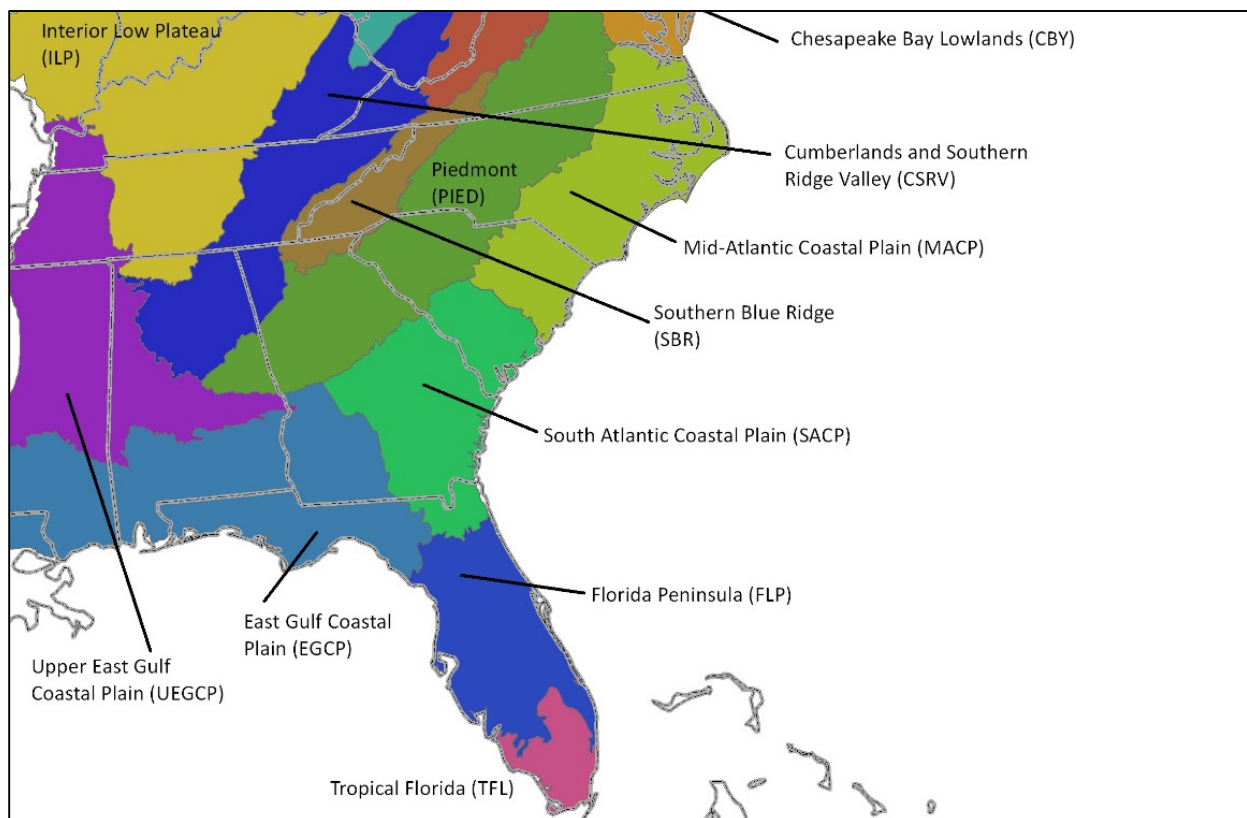 Interior Low Plateau
(ILP)
Chesapeake Bay Lowlands (CBY)
Cumberlands and Southern
Ridge Valley (CSRV)
Piedmont
(PIED)
Mid-Atlantic Coastal Plain (MACP)
Southern Blue Ridge
(SBR)
South Atlantic Coastal Plain (SACP)
Florida Peninsula (FLP)
East Gulf Coastal
Plain (EGCP)
Upper East Gulf
Coastal Plain (UEGCP)
Tropical Florida (TFL)